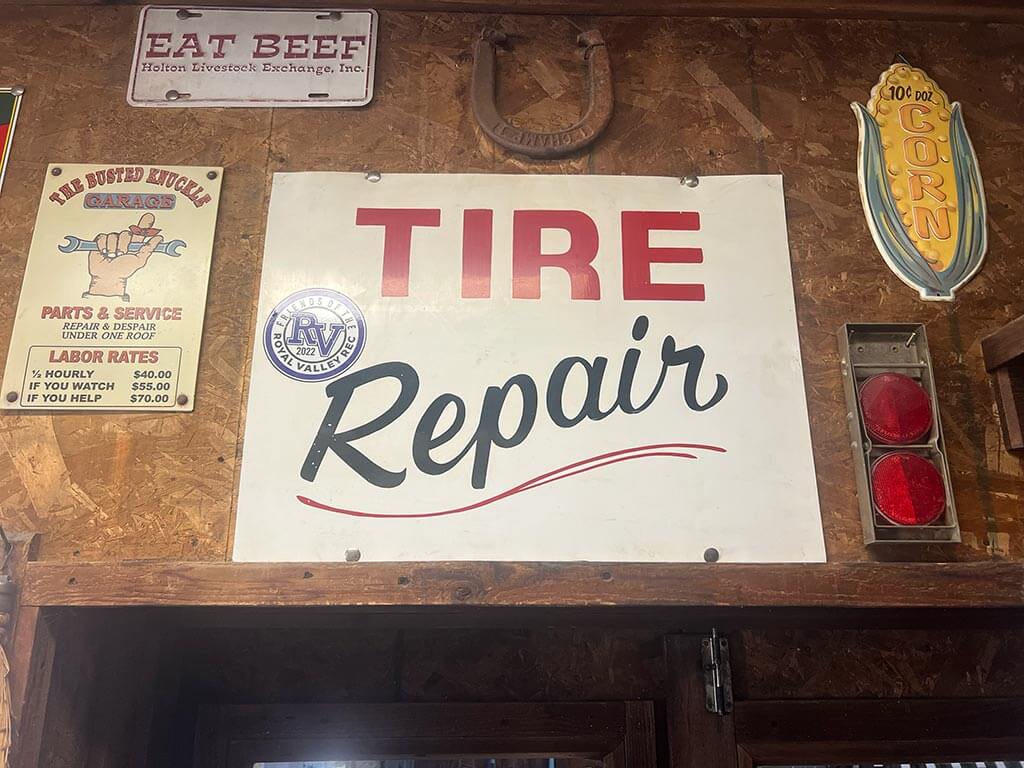 EAT BEEF
Holton Livestock Exchange, Inc.
10¢ DOZ
CORN
THE BUSTED KNUCKLE
GARAGE
PARTS & SERVICE
REPAIR & DESPAIR
UNDER ONE ROOF
LABOR RATES
½ HOURLY $40.00
IF YOU WATCH $55.00
IF YOU HELP $70.00
TIRE
Repair
FRIENDS OF THE
RV
2022
ROYAL VALLEY REC